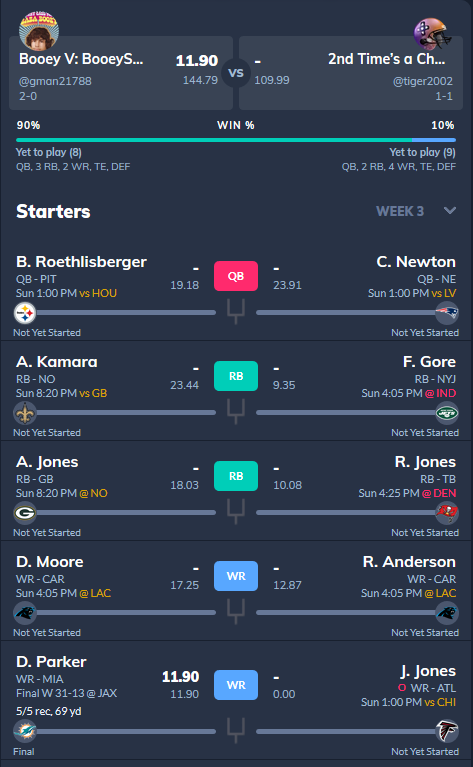 Booey V: BooeyS... 11.90 VS - 2nd Time's a Ch...
@gman21788 144.79 109.99 @tiger2002
2-0 1-1
90% WIN % 10%
Yet to play (8) Yet to play (9)
QB, 3 RB, 2 WR, TE, DEF QB, 2 RB, 4 WR, TE, DEF
Starters WEEK 3
B. Roethlisberger - QB - C. Newton
QB - PIT 19.18 23.91 QB - NE
Sun 1:00 PM vs HOU Sun 1:00 PM vs LV
Not Yet Started Not Yet Started
A. Kamara - RB - F. Gore
RB - NO 23.44 9.35 RB - NYJ
Sun 8:20 PM vs GB Sun 4:05 PM @ IND
Not Yet Started Not Yet Started
A. Jones - RB - R. Jones
RB - GB 18.03 10.08 RB - TB
Sun 8:20 PM @ NO Sun 4:25 PM @ DEN
Not Yet Started Not Yet Started
D. Moore - WR - R. Anderson
WR - CAR 17.25 12.87 WR - CAR
Sun 4:05 PM @ LAC Sun 4:05 PM @ LAC
Not Yet Started Not Yet Started
D. Parker 11.90 WR - J. Jones
WR - MIA 11.90 0.00 O WR - ATL
Final W 31-13 @ JAX Sun 1:00 PM vs CHI
5/5 rec, 69 yd
Final Not Yet Started